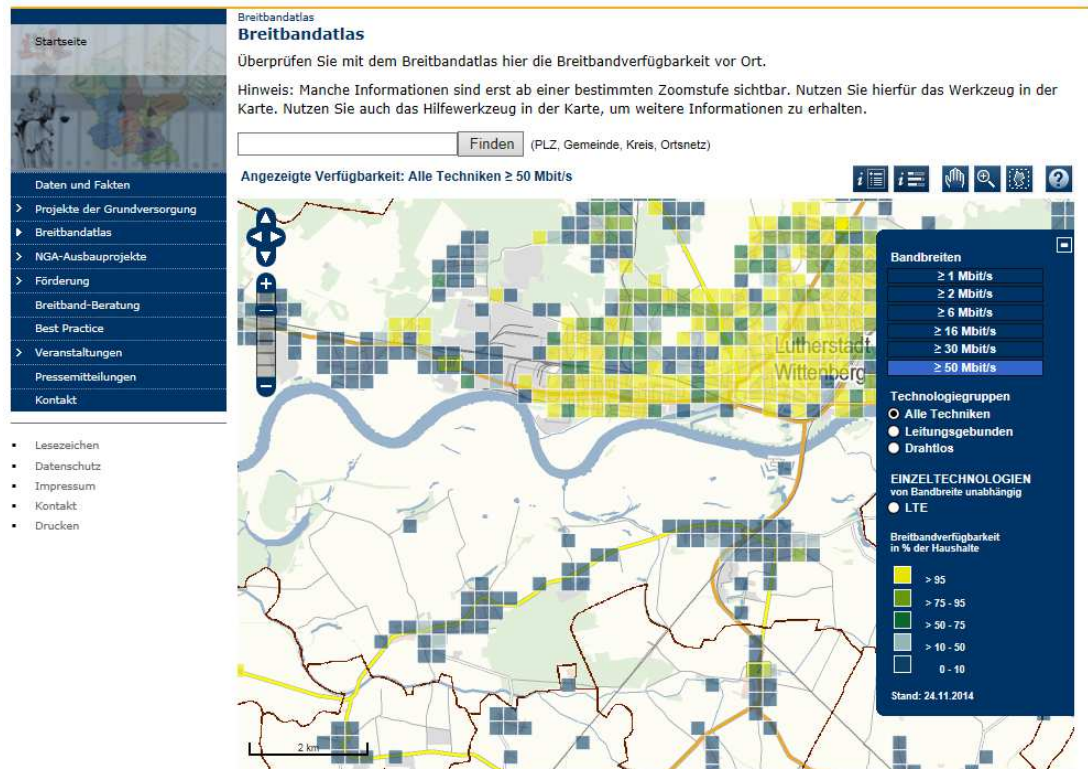 Startseite
Daten und Fakten
Projekte der Grundversorgung
Breitbandatlas
NGA-Ausbauprojekte
Förderung
Breitband-Beratung
Best Practice
Veranstaltungen
Pressemitteilungen
Kontakt
Lesezeichen
Datenschutz
Impressum
Kontakt
Drucken
Breitbandatlas
Breitbandatlas
Überprüfen Sie mit dem Breitbandatlas hier die Breitbandverfügbarkeit vor Ort.
Hinweis: Manche Informationen sind erst ab einer bestimmten Zoomstufe sichtbar. Nutzen Sie hierfür das Werkzeug in der
Karte. Nutzen Sie auch das Hilfewerkzeug in der Karte, um weitere Informationen zu erhalten.
Finden (PLZ, Gemeinde, Kreis, Ortsnetz)
Angezeigte Verfügbarkeit: Alle Techniken ≥ 50 Mbit/s
i i ?
Lutherstadt
Wittenberg
2 km
Bandbreiten
≥ 1 Mbit/s
≥ 2 Mbit/s
≥ 6 Mbit/s
≥ 16 Mbit/s
≥ 30 Mbit/s
≥ 50 Mbit/s
Technologiegruppen
Alle Techniken
Leitungsgebunden
Drahtlos
EINZELTECHNOLOGIEN
von Bandbreite unabhängig
LTE
Breitbandverfügbarkeit
in % der Haushalte
> 95
> 75 - 95
> 50 - 75
> 10 - 50
0 - 10
Stand: 24.11.2014